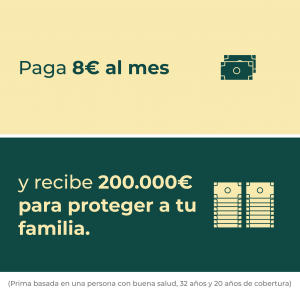 Paga 8€ al mes
y recibe 200.000€
para proteger a tu
familia.
(Prima basada en una persona con buena salud, 32 años y 20 años de cobertura)